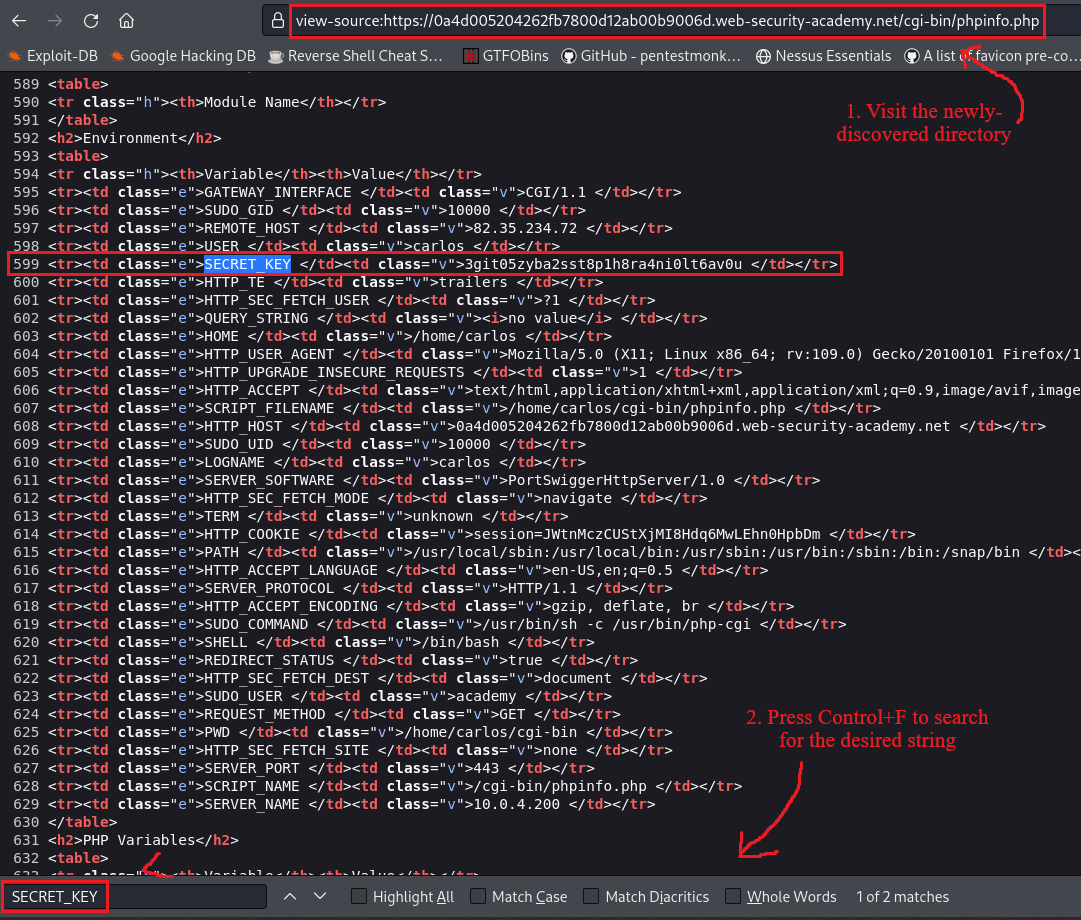 view-source:https://0a4d005204262fb7800d12ab00b9006d.web-security-academy.net/cgi-bin/phpinfo.php
Exploit-DB Google Hacking DB Reverse Shell Cheat S… GTFOBins GitHub - pentestmonk… Nessus Essentials A list of favicon pre-co…
589 <table>
590 <tr class="h"><th>Module Name</th></tr>
591 </table>
592 <h2>Environment</h2>
593 <table>
594 <tr class="h"><th>Variable</th><th>Value</th></tr>
595 <tr><td class="e">GATEWAY_INTERFACE </td><td class="v">CGI/1.1 </td></tr>
596 <tr><td class="e">SUDO_GID </td><td class="v">10000 </td></tr>
597 <tr><td class="e">REMOTE_HOST </td><td class="v">82.35.234.72 </td></tr>
598 <tr><td class="e">USER </td><td class="v">carlos </td></tr>
599 <tr><td class="e">SECRET_KEY </td><td class="v">3git05zyba2sst8p1h8ra4ni0lt6av0u </td></tr>
600 <tr><td class="e">HTTP_TE </td><td class="v">trailers </td></tr>
601 <tr><td class="e">HTTP_SEC_FETCH_USER </td><td class="v">?1 </td></tr>
602 <tr><td class="e">QUERY_STRING </td><td class="v"><i>no value</i> </td></tr>
603 <tr><td class="e">HOME </td><td class="v">/home/carlos </td></tr>
604 <tr><td class="e">HTTP_USER_AGENT </td><td class="v">Mozilla/5.0 (X11; Linux x86_64; rv:109.0) Gecko/20100101 Firefox/1
605 <tr><td class="e">HTTP_UPGRADE_INSECURE_REQUESTS </td><td class="v">1 </td></tr>
606 <tr><td class="e">HTTP_ACCEPT </td><td class="v">text/html,application/xhtml+xml,application/xml;q=0.9,image/avif,image
607 <tr><td class="e">SCRIPT_FILENAME </td><td class="v">/home/carlos/cgi-bin/phpinfo.php </td></tr>
608 <tr><td class="e">HTTP_HOST </td><td class="v">0a4d005204262fb7800d12ab00b9006d.web-security-academy.net </td></tr>
609 <tr><td class="e">SUDO_UID </td><td class="v">10000 </td></tr>
610 <tr><td class="e">LOGNAME </td><td class="v">carlos </td></tr>
611 <tr><td class="e">SERVER_SOFTWARE </td><td class="v">PortSwiggerHttpServer/1.0 </td></tr>
612 <tr><td class="e">HTTP_SEC_FETCH_MODE </td><td class="v">navigate </td></tr>
613 <tr><td class="e">TERM </td><td class="v">unknown </td></tr>
614 <tr><td class="e">HTTP_COOKIE </td><td class="v">session=JWtnMczCUStXjMI8Hdq6MwLEhn0HpbDm </td></tr>
615 <tr><td class="e">PATH </td><td class="v">/usr/local/sbin:/usr/local/bin:/usr/sbin:/usr/bin:/sbin:/bin:/snap/bin </td><
616 <tr><td class="e">HTTP_ACCEPT_LANGUAGE </td><td class="v">en-US,en;q=0.5 </td></tr>
617 <tr><td class="e">SERVER_PROTOCOL </td><td class="v">HTTP/1.1 </td></tr>
618 <tr><td class="e">HTTP_ACCEPT_ENCODING </td><td class="v">gzip, deflate, br </td></tr>
619 <tr><td class="e">SUDO_COMMAND </td><td class="v">/usr/bin/sh -c /usr/bin/php-cgi </td></tr>
620 <tr><td class="e">SHELL </td><td class="v">/bin/bash </td></tr>
621 <tr><td class="e">REDIRECT_STATUS </td><td class="v">true </td></tr>
622 <tr><td class="e">HTTP_SEC_FETCH_DEST </td><td class="v">document </td></tr>
623 <tr><td class="e">SUDO_USER </td><td class="v">academy </td></tr>
624 <tr><td class="e">REQUEST_METHOD </td><td class="v">GET </td></tr>
625 <tr><td class="e">PWD </td><td class="v">/home/carlos/cgi-bin </td></tr>
626 <tr><td class="e">HTTP_SEC_FETCH_SITE </td><td class="v">none </td></tr>
627 <tr><td class="e">SERVER_PORT </td><td class="v">443 </td></tr>
628 <tr><td class="e">SCRIPT_NAME </td><td class="v">/cgi-bin/phpinfo.php </td></tr>
629 <tr><td class="e">SERVER_NAME </td><td class="v">10.0.4.200 </td></tr>
630 </table>
631 <h2>PHP Variables</h2>
632 <table>
1. Visit the newly-
discovered directory
2. Press Control+F to search
for the desired string
SECRET_KEY Highlight All Match Case Match Diacritics Whole Words 1 of 2 matches